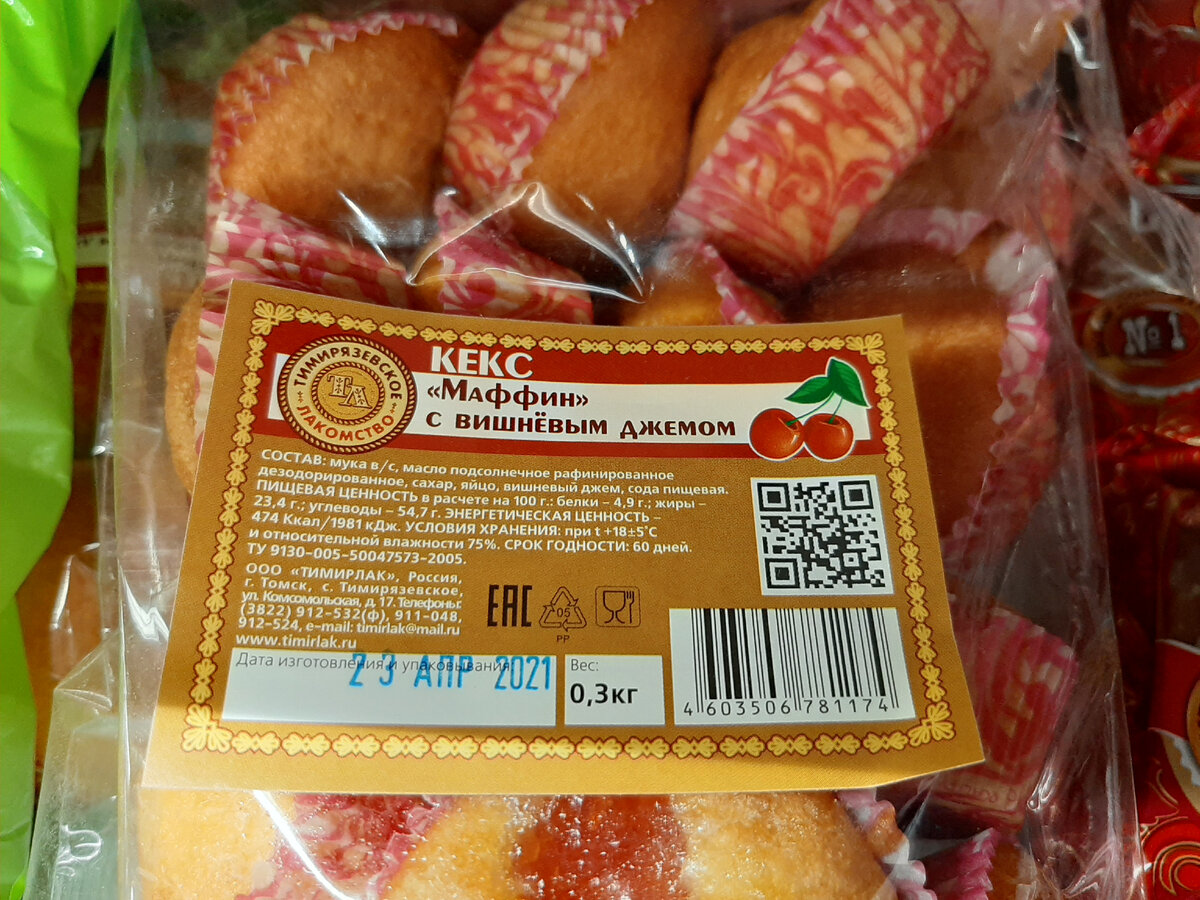 ТИМИРЯЗЕВСКОЕ
ТЛ
ЛАКОМСТВО
КЕКС
«Маффин»
с вишнёвым джемом
СОСТАВ: мука в/с, масло подсолнечное рафинированное
дезодорированное, сахар, яйцо, вишневый джем, сода пищевая.
ПИЩЕВАЯ ЦЕННОСТЬ в расчете на 100 г.: белки – 4,9 г.; жиры –
23,4 г.; углеводы – 54,7 г. ЭНЕРГЕТИЧЕСКАЯ ЦЕННОСТЬ –
474 Ккал/1981 кДж. УСЛОВИЯ ХРАНЕНИЯ: при t +18±5°C
и относительной влажности 75%. СРОК ГОДНОСТИ: 60 дней.
ТУ 9130-005-50047573-2005.
ООО «ТИМИРЛАК», Россия,
г. Томск, с. Тимирязевское,
ул. Комсомольская, д. 17. Телефоны:
(3822) 912-532(ф), 911-048,
912-524, e-mail: timirlak@mail.ru
www.timirlak.ru
EAC
05
PP
Дата изготовления и упаковывания:
23 АПР 2021
Вес:
0,3кг
4 603506 781174
№1